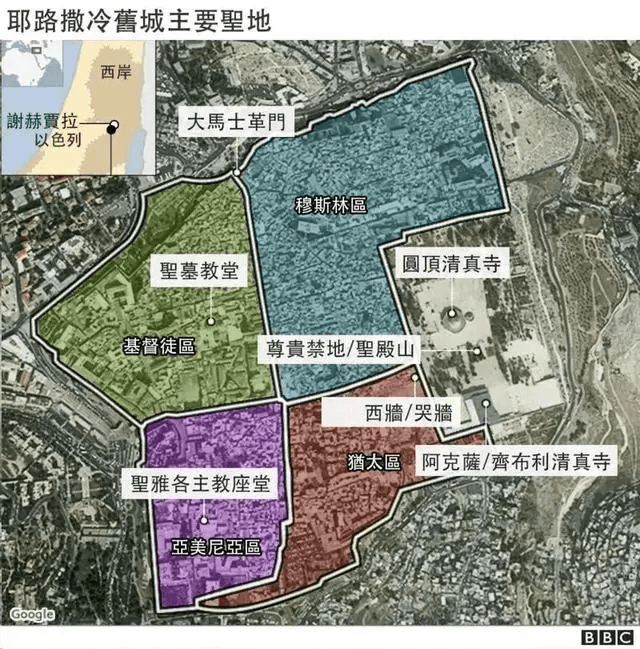 耶路撒冷舊城主要聖地
西岸
謝赫賈拉
以色列
大馬士革門
穆斯林區
聖墓教堂
圓頂清真寺
基督徒區
尊貴禁地/聖殿山
西牆/哭牆
猶太區
阿克薩/齊布利清真寺
聖雅各主教座堂
亞美尼亞區
Google
BBC